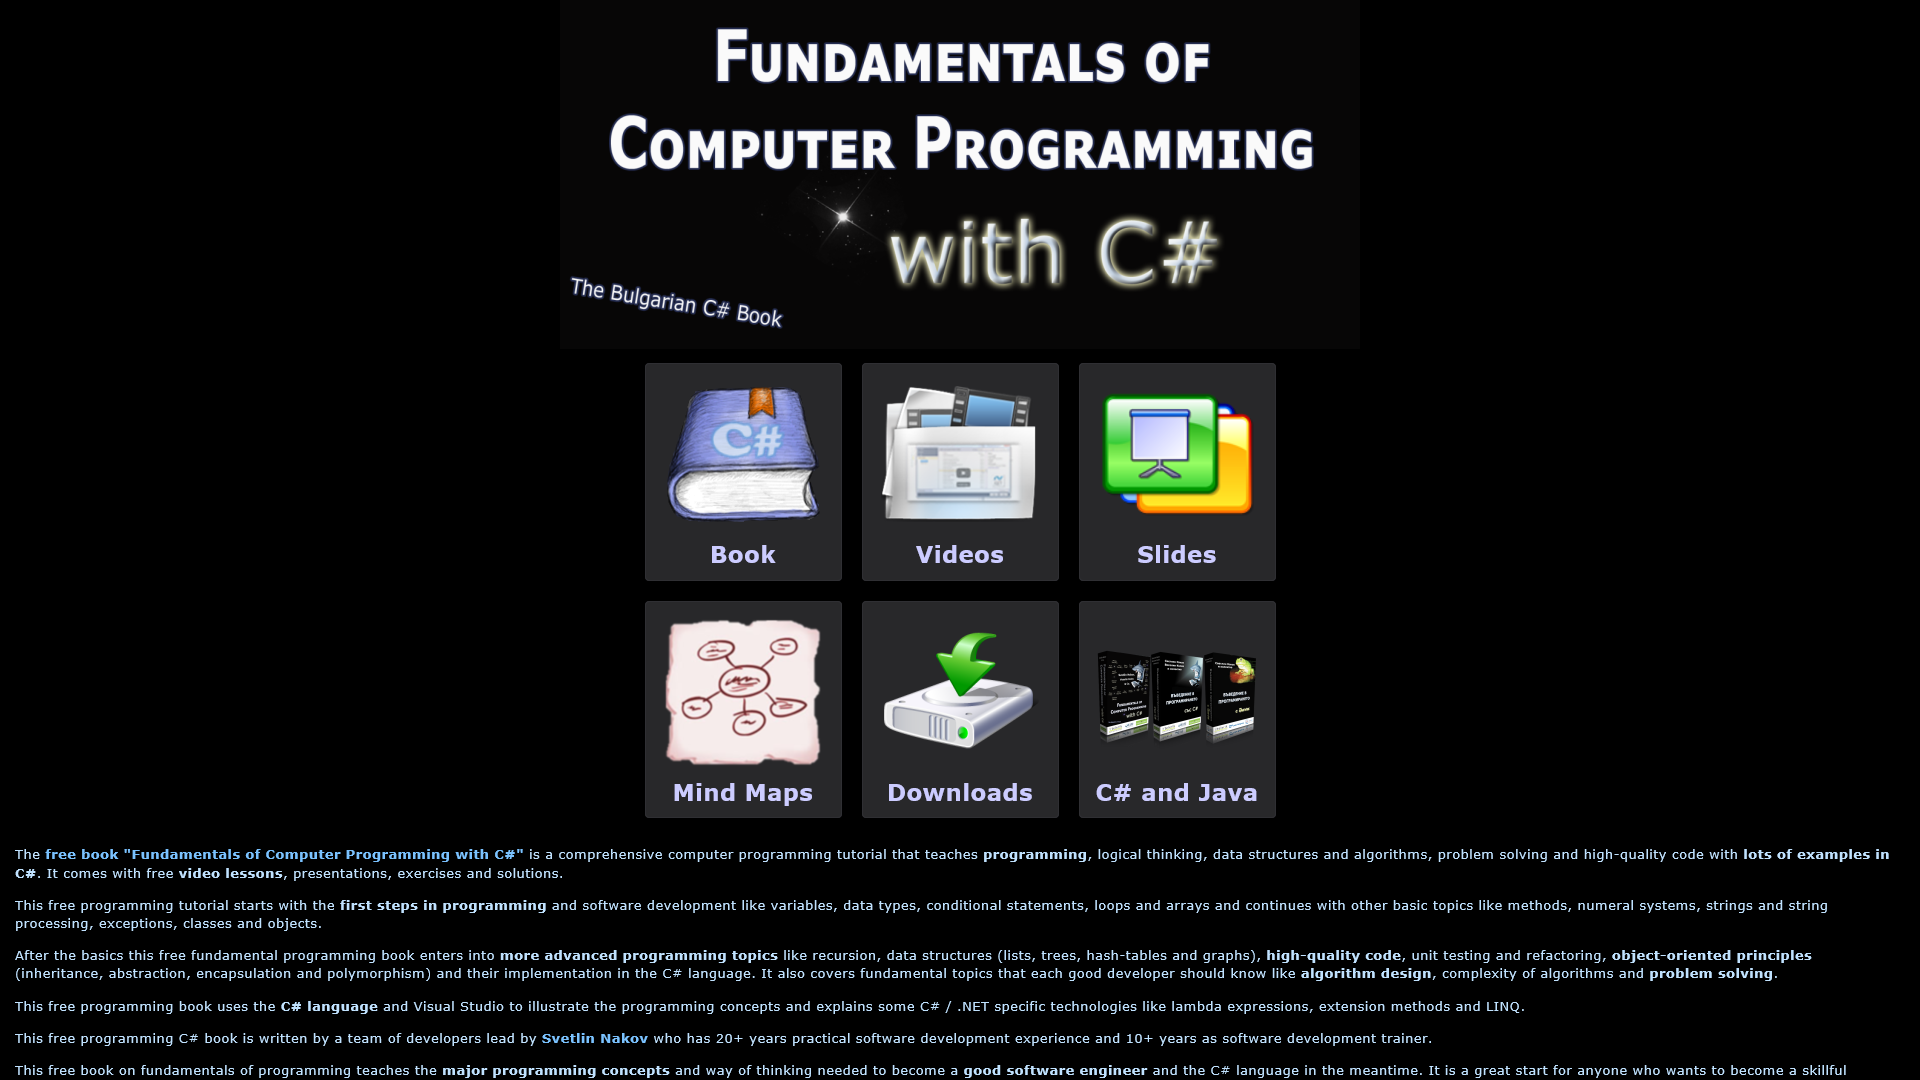 FUNDAMENTALS OF
COMPUTER PROGRAMMING
with C#
The Bulgarian C# Book
C#
Book
Videos
Slides
Mind Maps
Downloads
C# and Java
The free book "Fundamentals of Computer Programming with C#" is a comprehensive computer programming tutorial that teaches programming, logical thinking, data structures and algorithms, problem solving and high-quality code with lots of examples in
C#. It comes with free video lessons, presentations, exercises and solutions.
This free programming tutorial starts with the first steps in programming and software development like variables, data types, conditional statements, loops and arrays and continues with other basic topics like methods, numeral systems, strings and string
processing, exceptions, classes and objects.
After the basics this free fundamental programming book enters into more advanced programming topics like recursion, data structures (lists, trees, hash-tables and graphs), high-quality code, unit testing and refactoring, object-oriented principles
(inheritance, abstraction, encapsulation and polymorphism) and their implementation in the C# language. It also covers fundamental topics that each good developer should know like algorithm design, complexity of algorithms and problem solving.
This free programming book uses the C# language and Visual Studio to illustrate the programming concepts and explains some C# / .NET specific technologies like lambda expressions, extension methods and LINQ.
This free programming C# book is written by a team of developers lead by Svetlin Nakov who has 20+ years practical software development experience and 10+ years as software development trainer.
This free book on fundamentals of programming teaches the major programming concepts and way of thinking needed to become a good software engineer and the C# language in the meantime. It is a great start for anyone who wants to become a skillful